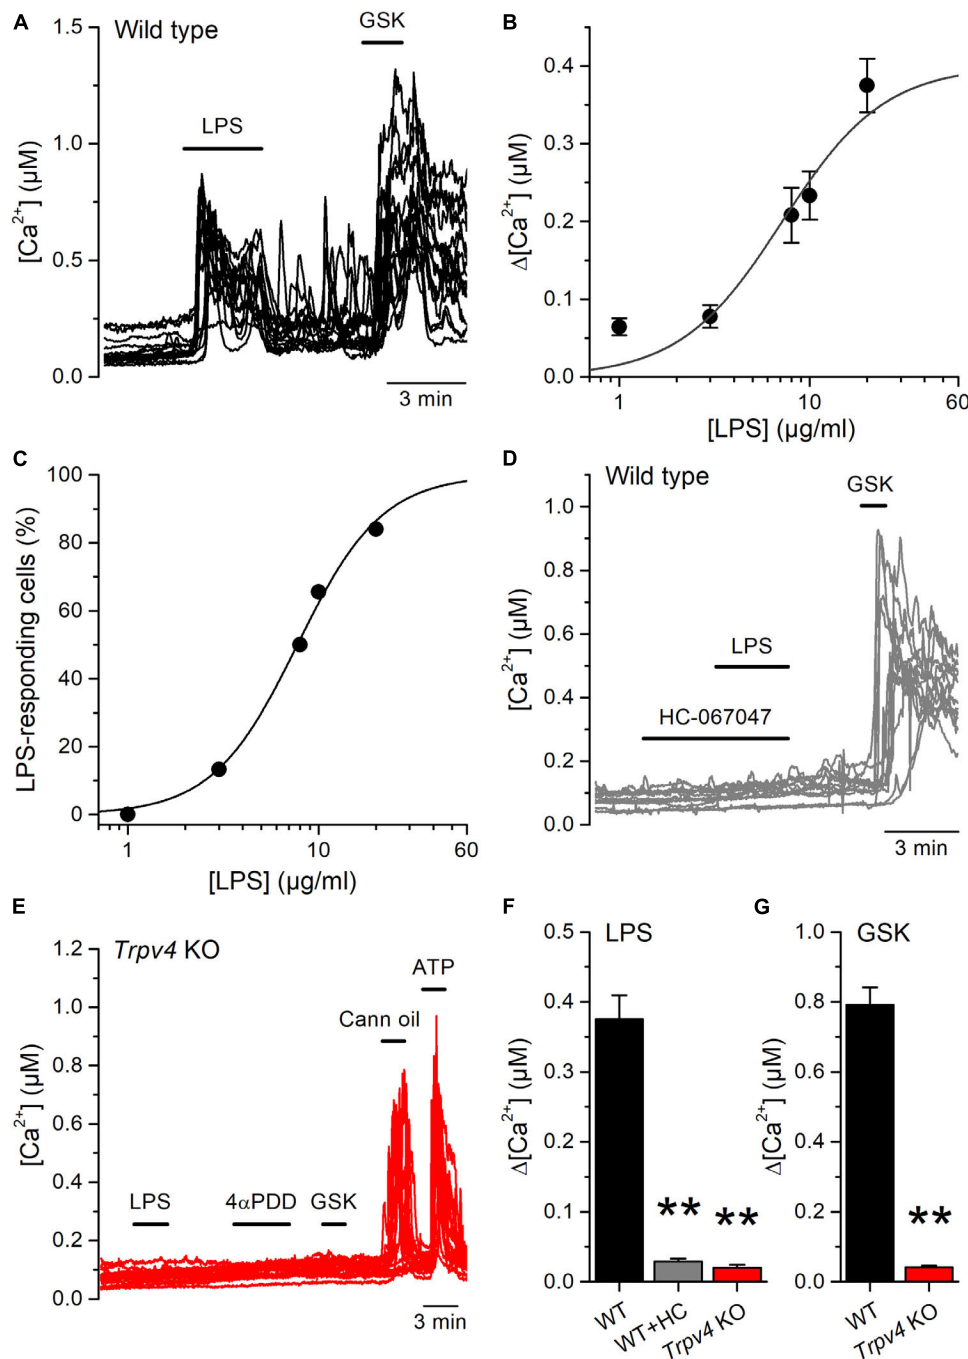 A
Wild type
GSK
LPS
[Ca2+] (µM)
1.5
1.0
0.5
0.0
3 min
B
Δ[Ca2+] (µM)
0.4
0.3
0.2
0.1
0.0
1
10
60
[LPS] (µg/ml)
C
LPS-responding cells (%)
100
80
60
40
20
0
1
10
60
[LPS] (µg/ml)
D
Wild type
GSK
LPS
HC-067047
[Ca2+] (µM)
1.0
0.8
0.6
0.4
0.2
0.0
3 min
E
Trpv4 KO
ATP
Cann oil
LPS
4αPDD
GSK
[Ca2+] (µM)
1.2
1.0
0.8
0.6
0.4
0.2
0.0
3 min
F
LPS
Δ[Ca2+] (µM)
0.5
0.4
0.3
0.2
0.1
0.0
**
**
WT
WT+HC
Trpv4 KO
G
GSK
Δ[Ca2+] (µM)
1.0
0.8
0.6
0.4
0.2
0.0
**
WT
Trpv4 KO